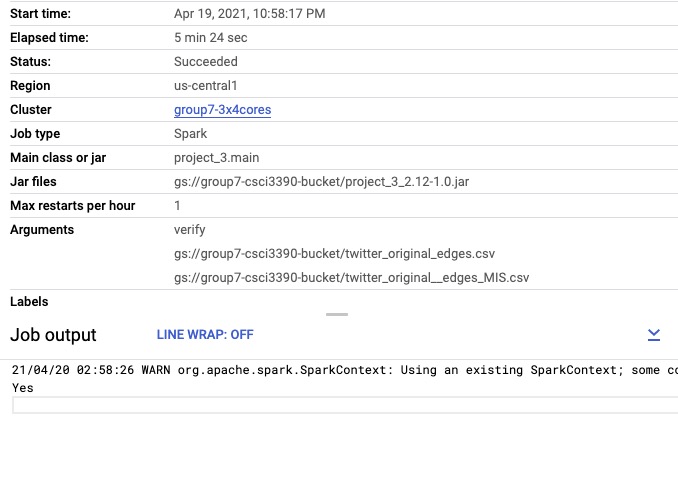 Start time: Apr 19, 2021, 10:58:17 PM
Elapsed time: 5 min 24 sec
Status: Succeeded
Region us-central1
Cluster group7-3x4cores
Job type Spark
Main class or jar project_3.main
Jar files gs://group7-csci3390-bucket/project_3_2.12-1.0.jar
Max restarts per hour 1
Arguments verify
gs://group7-csci3390-bucket/twitter_original_edges.csv
gs://group7-csci3390-bucket/twitter_original__edges_MIS.csv
Labels
Job output LINE WRAP: OFF
21/04/20 02:58:26 WARN org.apache.spark.SparkContext: Using an existing SparkContext; some
Yes